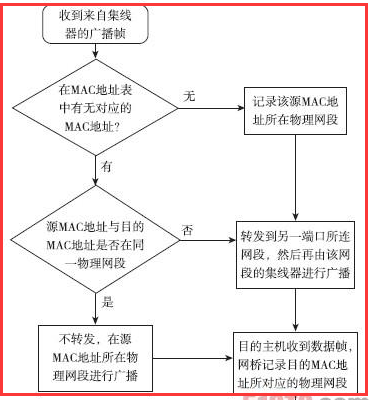 收到来自集线
器的广播帧
在MAC地址表
中有无对应的
MAC地址?
无
记录该源MAC地
址所在物理网段
有
源MAC地址与目的
MAC地址是否在同
一物理网段
否
转发到另一端口所连
网段，然后再由该网
段的集线器进行广播
是
不转发，在源
MAC地址所在物
理网段进行广播
目的主机收到数据帧，
网桥记录目的MAC地
址所对应的物理网段